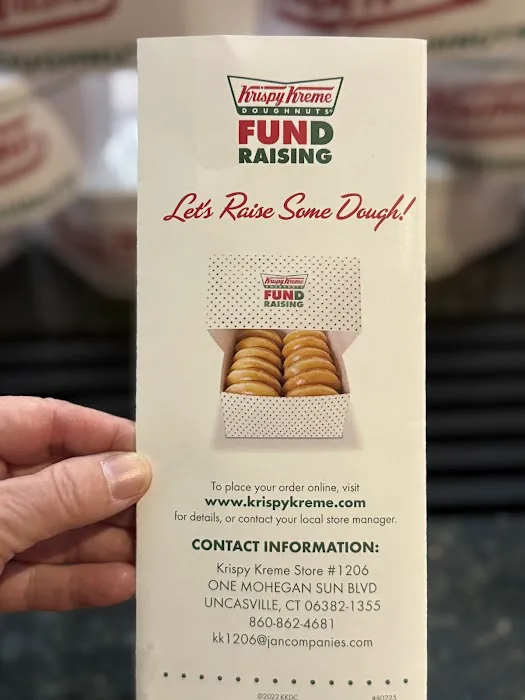 Krispy Kreme
DOUGHNUTS®
FUND
RAISING
Let's Raise Some Dough!
Krispy Kreme
DOUGHNUTS
FUND
RAISING
To place your order online, visit
www.krispykreme.com
for details, or contact your local store manager.
CONTACT INFORMATION:
Krispy Kreme Store #1206
ONE MOHEGAN SUN BLVD
UNCASVILLE, CT 06382-1355
860-862-4681
kk1206@jancompanies.com
©2022 KKDC
#80225